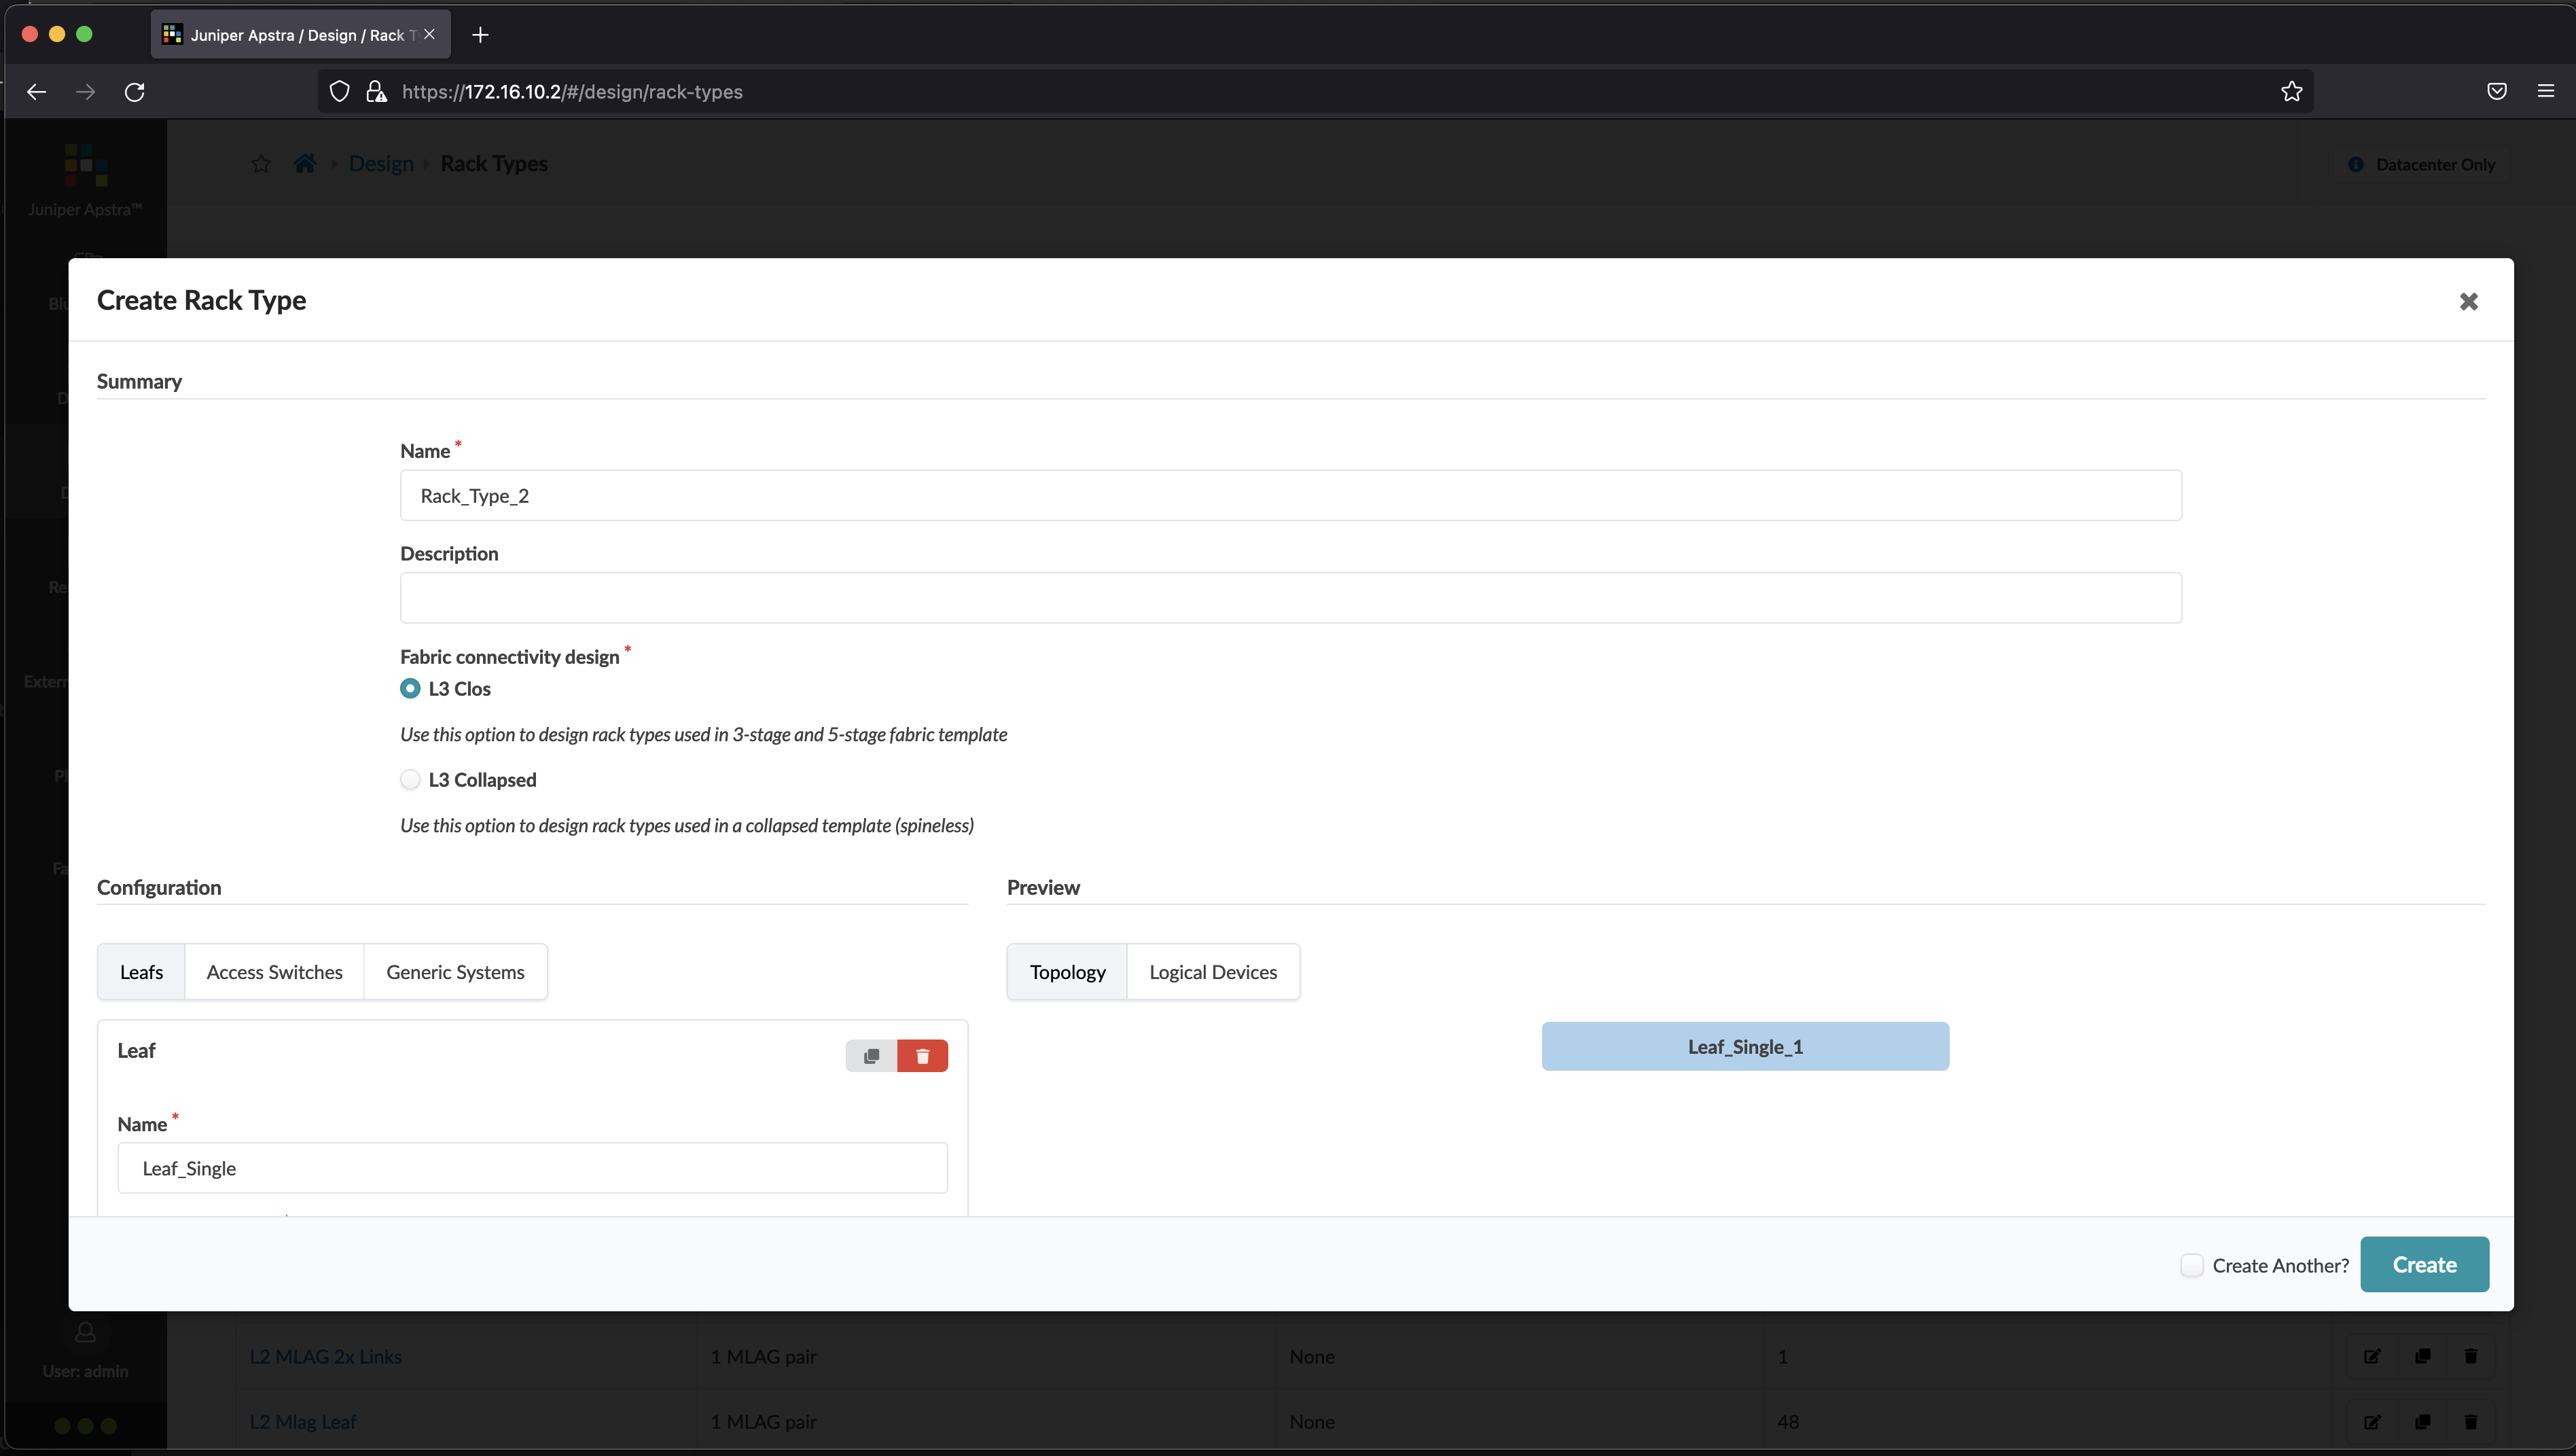 Juniper Apstra / Design / Rack T
https://172.16.10.2/#/design/rack-types
Juniper Apstra™
Design
Rack Types
Datacenter Only
Create Rack Type
Summary
Name *
Rack_Type_2
Description
Fabric connectivity design *
L3 Clos
Use this option to design rack types used in 3-stage and 5-stage fabric template
L3 Collapsed
Use this option to design rack types used in a collapsed template (spineless)
Configuration
Preview
Leafs
Access Switches
Generic Systems
Topology
Logical Devices
Leaf
Leaf_Single_1
Name *
Leaf_Single
Create Another?
Create
User: admin
L2 MLAG 2x Links
1 MLAG pair
None
1
L2 Mlag Leaf
1 MLAG pair
None
48